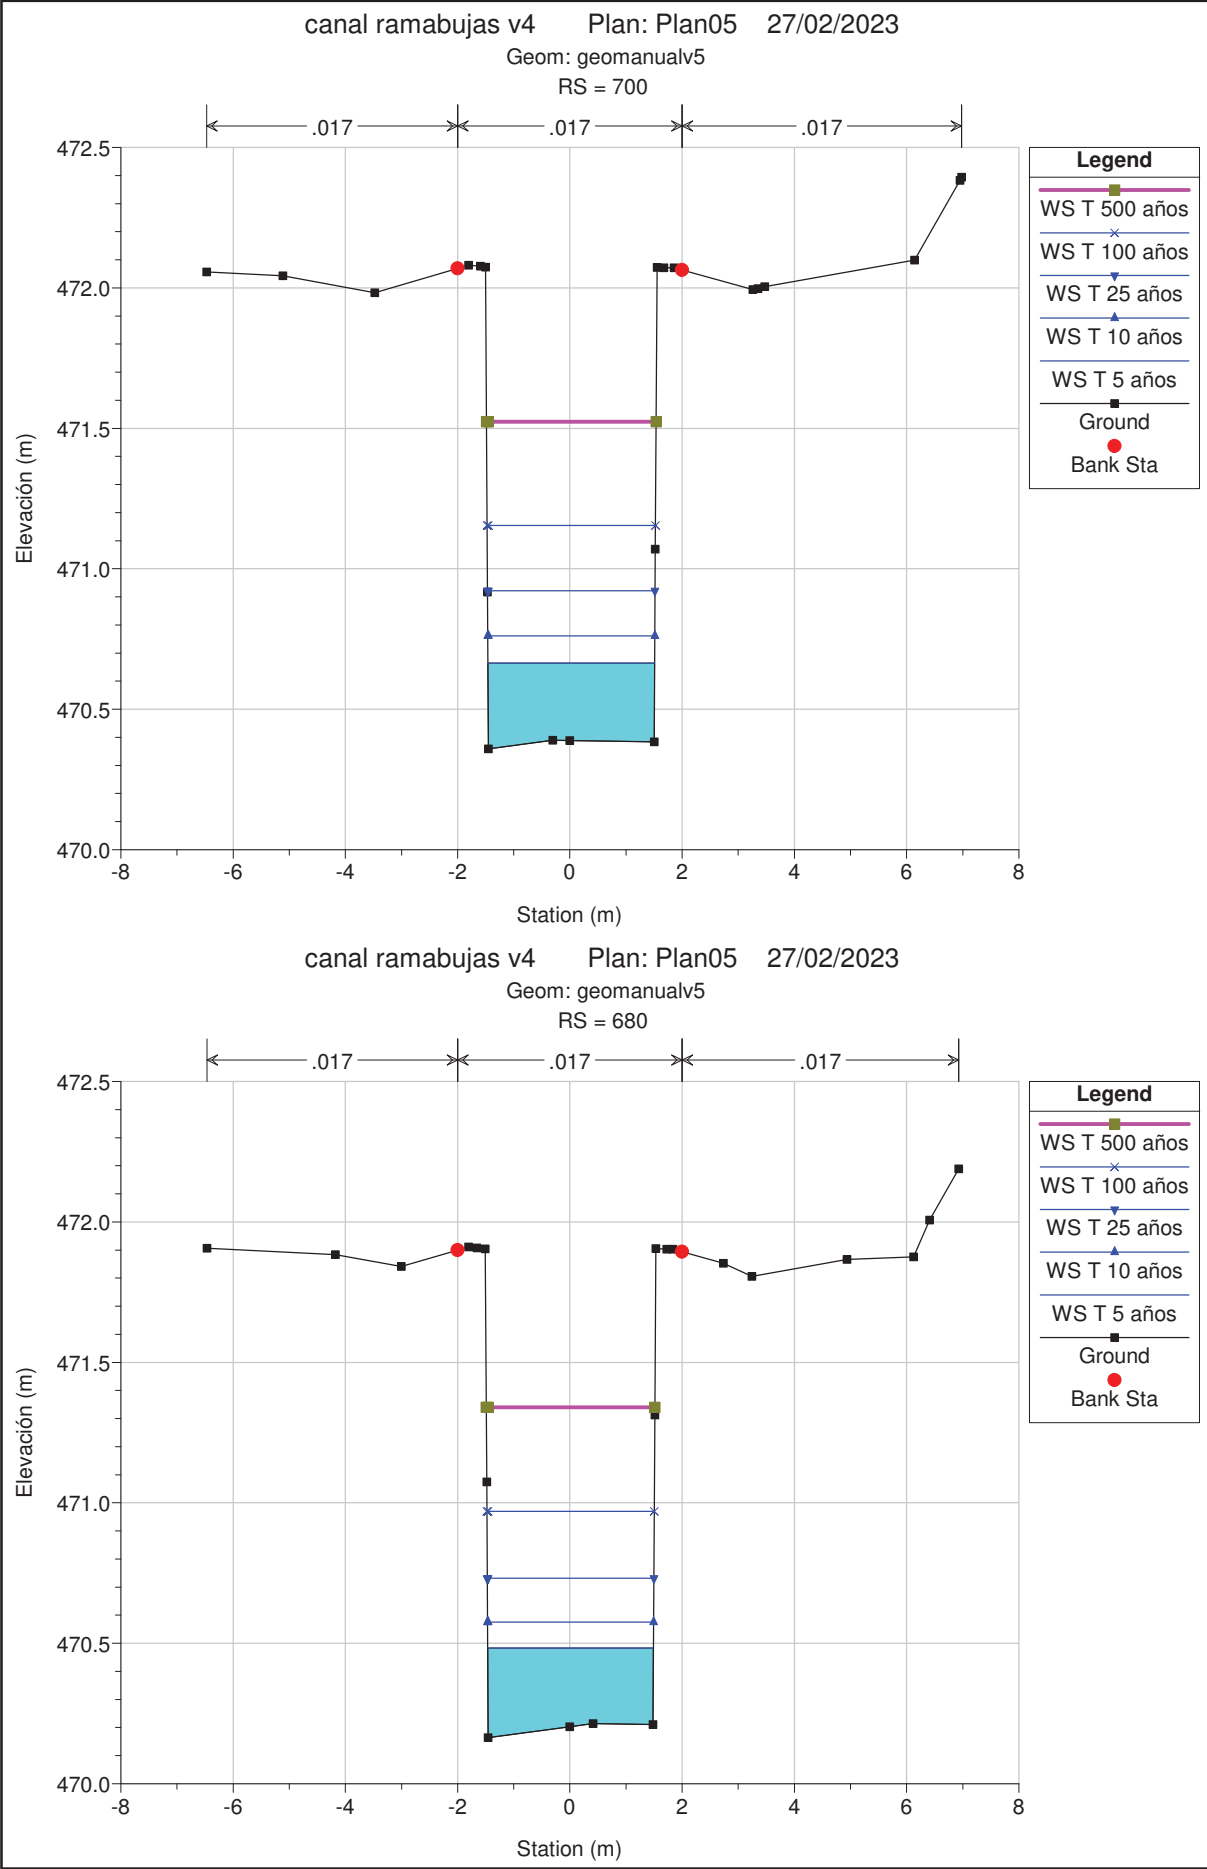 canal ramabujas v4 Plan: Plan05 27/02/2023
Geom: geomanualv5
RS = 700
.017 .017 .017
472.5
472.0
471.5
471.0
470.5
470.0
-8 -6 -4 -2 0 2 4 6 8
Elevación (m)
Station (m)
Legend
WS T 500 años
WS T 100 años
WS T 25 años
WS T 10 años
WS T 5 años
Ground
Bank Sta
canal ramabujas v4 Plan: Plan05 27/02/2023
Geom: geomanualv5
RS = 680
.017 .017 .017
472.5
472.0
471.5
471.0
470.5
470.0
-8 -6 -4 -2 0 2 4 6 8
Elevación (m)
Station (m)
Legend
WS T 500 años
WS T 100 años
WS T 25 años
WS T 10 años
WS T 5 años
Ground
Bank Sta